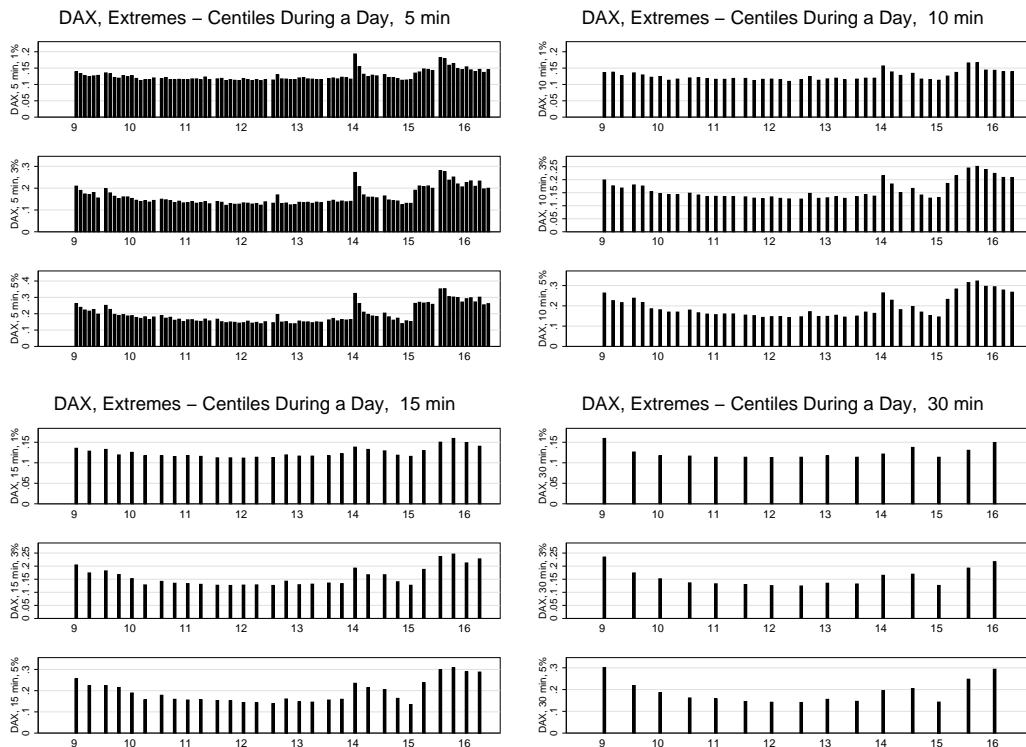 DAX, Extremes − Centiles During a Day, 5 min
DAX, 5 min, 1%
0 .05 .1 .15 .2
9 10 11 12 13 14 15 16
DAX, 5 min, 3%
0 .1 .2 .3
9 10 11 12 13 14 15 16
DAX, 5 min, 5%
0 .1 .2 .3 .4
9 10 11 12 13 14 15 16
DAX, Extremes − Centiles During a Day, 10 min
DAX, 10 min, 1%
0 .05 .1 .15 .2
9 10 11 12 13 14 15 16
DAX, 10 min, 3%
0 .05 .1 .15 .2 .25
9 10 11 12 13 14 15 16
DAX, 10 min, 5%
0 .1 .2 .3
9 10 11 12 13 14 15 16
DAX, Extremes − Centiles During a Day, 15 min
DAX, 15 min, 1%
0 .05 .1 .15
9 10 11 12 13 14 15 16
DAX, 15 min, 3%
0 .05 .1 .15 .2 .25
9 10 11 12 13 14 15 16
DAX, 15 min, 5%
0 .1 .2 .3
9 10 11 12 13 14 15 16
DAX, Extremes − Centiles During a Day, 30 min
DAX, 30 min, 1%
0 .05 .1 .15
9 10 11 12 13 14 15 16
DAX, 30 min, 3%
0 .05 .1 .15 .2 .25
9 10 11 12 13 14 15 16
DAX, 30 min, 5%
0 .1 .2 .3
9 10 11 12 13 14 15 16